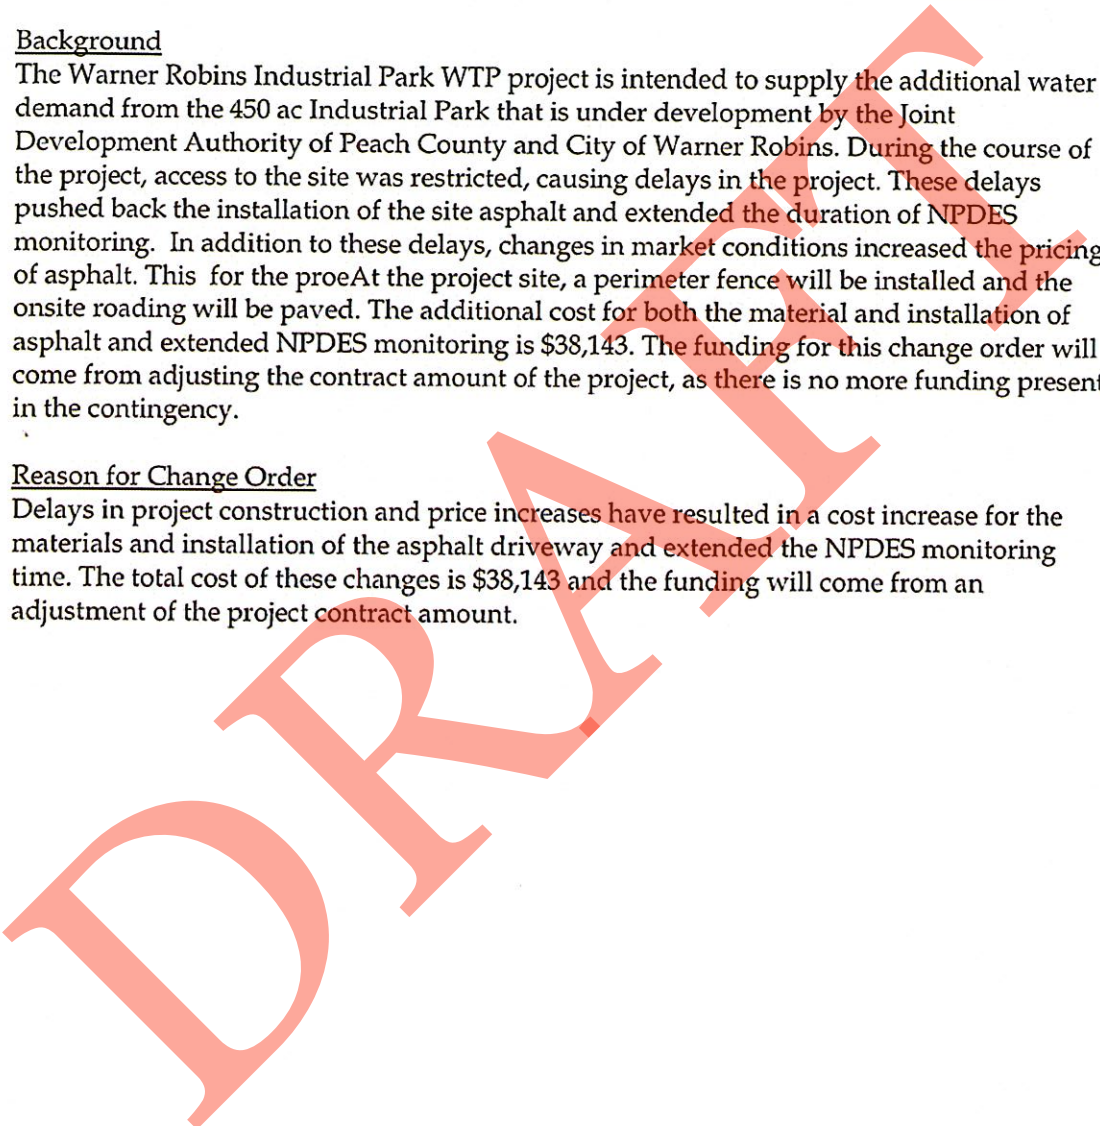 Background
The Warner Robins Industrial Park WTP project is intended to supply the additional water
demand from the 450 ac Industrial Park that is under development by the Joint
Development Authority of Peach County and City of Warner Robins. During the course of
the project, access to the site was restricted, causing delays in the project. These delays
pushed back the installation of the site asphalt and extended the duration of NPDES
monitoring.  In addition to these delays, changes in market conditions increased the pricing
of asphalt. This  for the proeAt the project site, a perimeter fence will be installed and the
onsite roading will be paved. The additional cost for both the material and installation of
asphalt and extended NPDES monitoring is $38,143. The funding for this change order will
come from adjusting the contract amount of the project, as there is no more funding present
in the contingency.
Reason for Change Order
Delays in project construction and price increases have resulted in a cost increase for the
materials and installation of the asphalt driveway and extended the NPDES monitoring
time. The total cost of these changes is $38,143 and the funding will come from an
adjustment of the project contract amount.
DRAFT